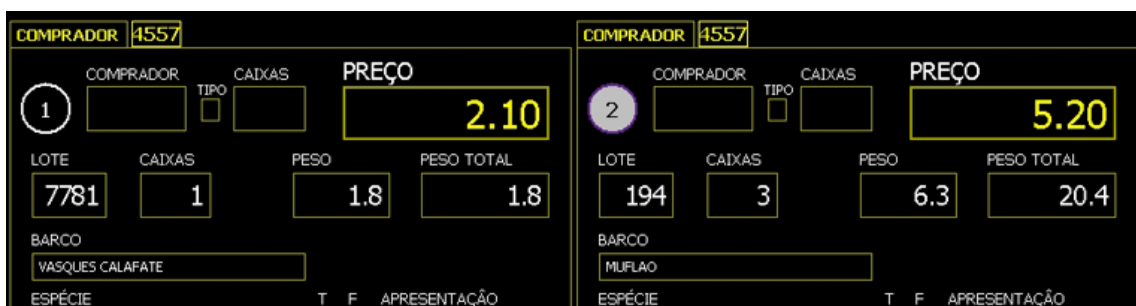 COMPRADOR 4557
COMPRADOR TIPO CAIXAS PREÇO
1 2.10
LOTE CAIXAS PESO PESO TOTAL
7781 1 1.8 1.8
BARCO
VASQUES CALAFATE
ESPÉCIE T F APRESENTAÇÃO
COMPRADOR 4557
COMPRADOR TIPO CAIXAS PREÇO
2 5.20
LOTE CAIXAS PESO PESO TOTAL
194 3 6.3 20.4
BARCO
MUFLAO
ESPÉCIE T F APRESENTAÇÃO